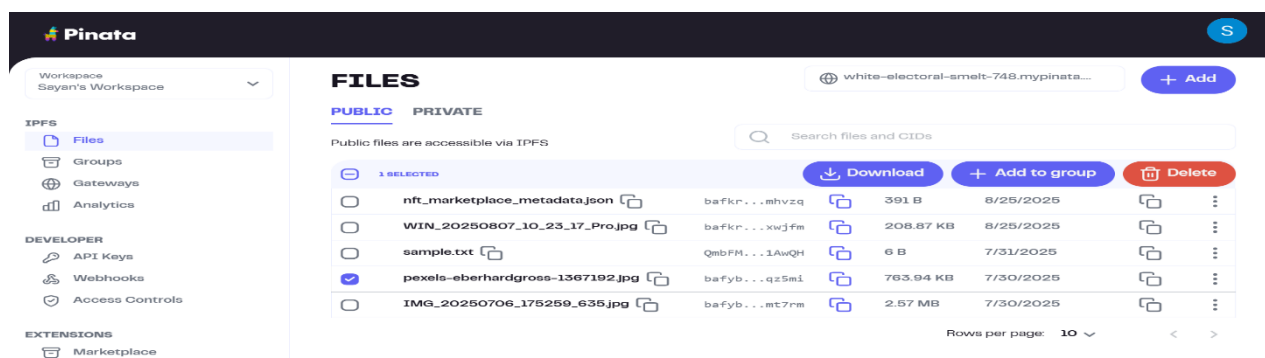 Pinata
S
Workspace
Sayan's Workspace
IPFS
Files
Groups
Gateways
Analytics
DEVELOPER
API Keys
Webhooks
Access Controls
EXTENSIONS
Marketplace
FILES
white-electoral-smelt-748.mypinata....
+ Add
PUBLIC PRIVATE
Public files are accessible via IPFS
Search files and CIDs
1 SELECTED Download + Add to group Delete
nft_marketplace_metadata.json bafkr...mhvzq 391 B 8/25/2025
WIN_20250807_10_23_17_Pro.jpg bafkr...xwjfm 208.87 KB 8/25/2025
sample.txt QmbFM...1AwQH 6 B 7/31/2025
pexels-eberhardgross-1367192.jpg bafyb...qz5mi 763.94 KB 7/30/2025
IMG_20250706_175259_635.jpg bafyb...mt7rm 2.57 MB 7/30/2025
Rows per page: 10 < >